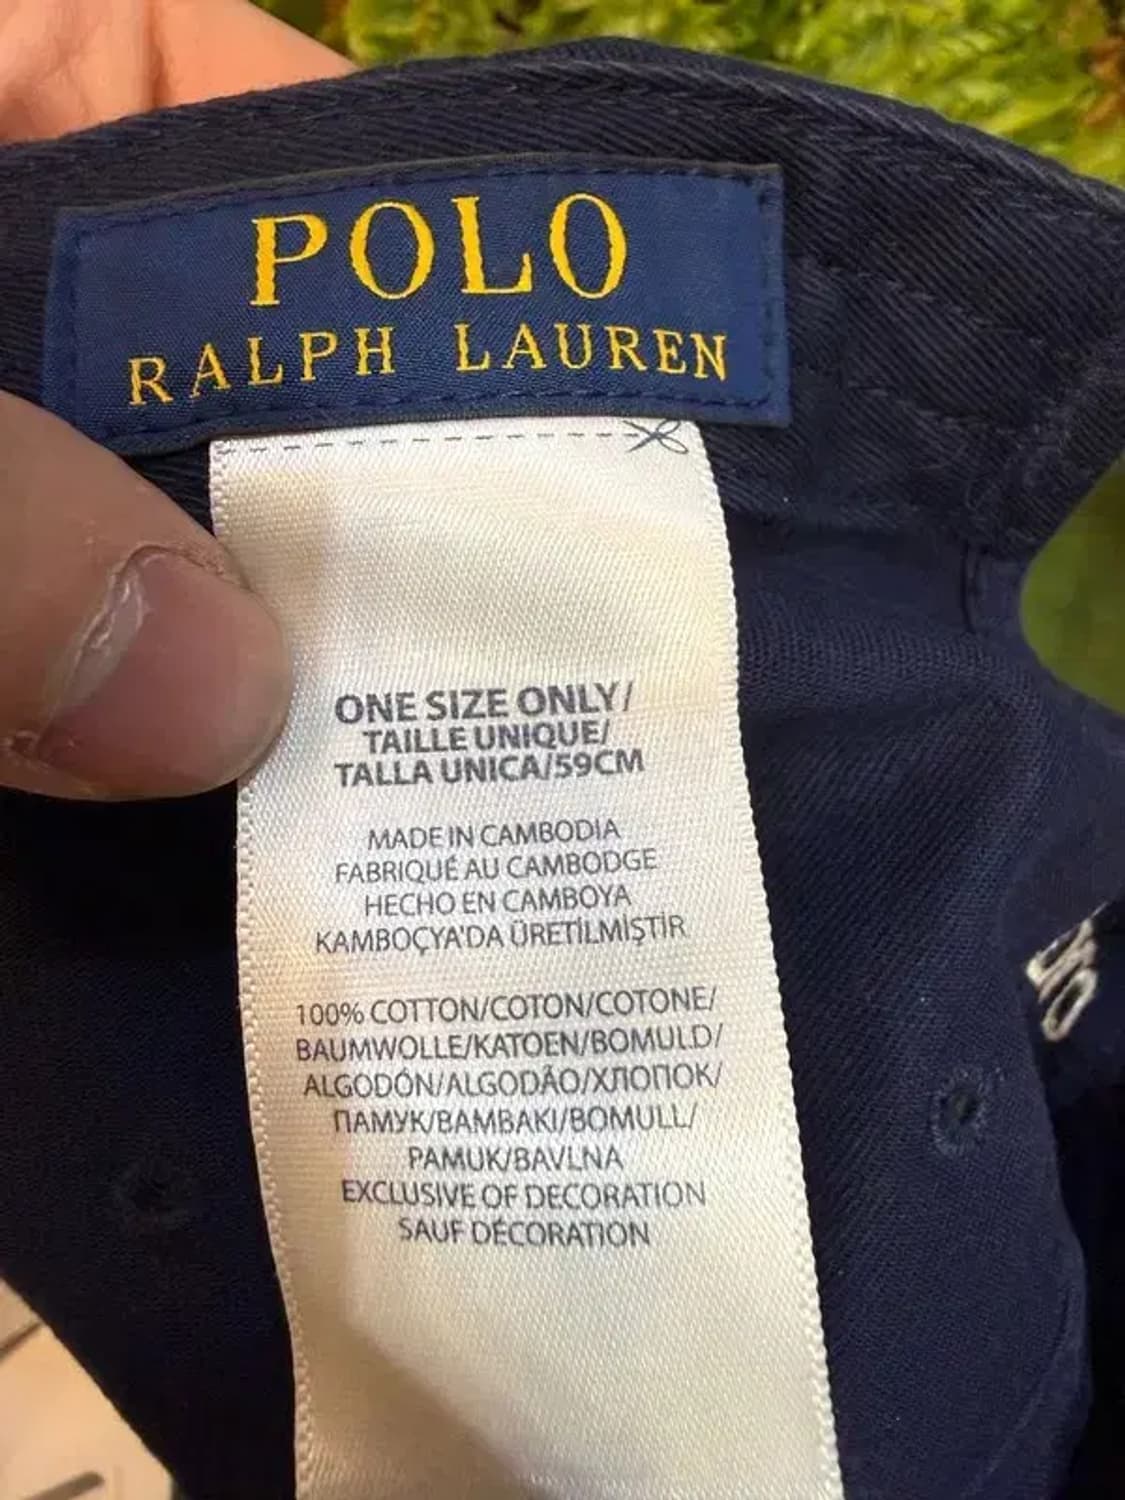 POLO
RALPH LAUREN
ONE SIZE ONLY/
TAILLE UNIQUE/
TALLA UNICA/59CM
MADE IN CAMBODIA
FABRIQUÉ AU CAMBODGE
HECHO EN CAMBOYA
KAMBOÇYA'DA ÜRETİLMİŞTİR
100% COTTON/COTON/COTONE/
BAUMWOLLE/KATOEN/BOMULD/
ALGODÓN/ALGODÃO/ХЛОПОК/
ПАМУК/ΒΑΜΒΑΚΙ/BOMULL/
PAMUK/BAVLNA
EXCLUSIVE OF DECORATION
SAUF DÉCORATION